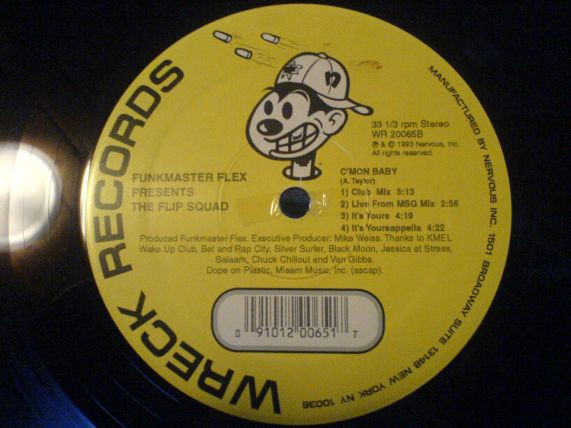 WRECK RECORDS
FUNKMASTER FLEX
PRESENTS
THE FLIP SQUAD
33 1/3 rpm Stereo
WR 20065B
℗ & © 1993 Nervous, Inc.
All rights reserved
C'MON BABY
(A. Taylor)
1) Club Mix 3:13
2) Live From MSG Mix 2:56
3) It's Yours 4:19
4) It's Yoursappella 4:22
Produced Funkmaster Flex. Executive Producer: Mike Weiss. Thanks to KMEL
Wake Up Club, Bet and Rap City, Silver Surfer, Black Moon, Jessica at Stress,
Salaam, Chuck Chillout and Van Gibbs.
Dope on Plastic, Misam Music, Inc. (ascap).
0 91012 00651 7
MANUFACTURED BY NERVOUS INC. 1501 BROADWAY SUITE 1314B NEW YORK NY 10036